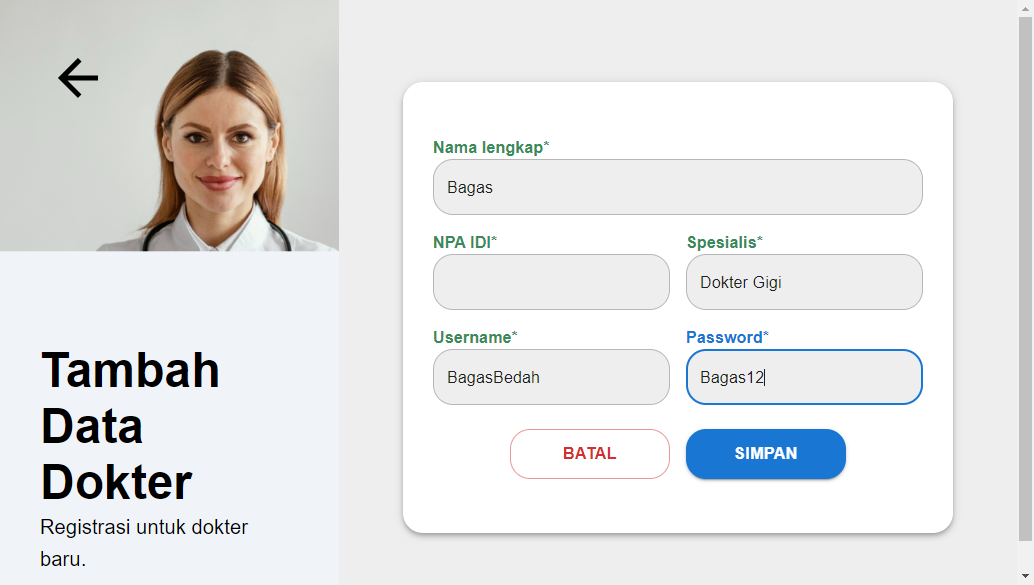 Tambah
Data
Dokter
Registrasi untuk dokter
baru.
Nama lengkap*
Bagas
NPA IDI* Spesialis*
Dokter Gigi
Username* Password*
BagasBedah Bagas12
BATAL SIMPAN